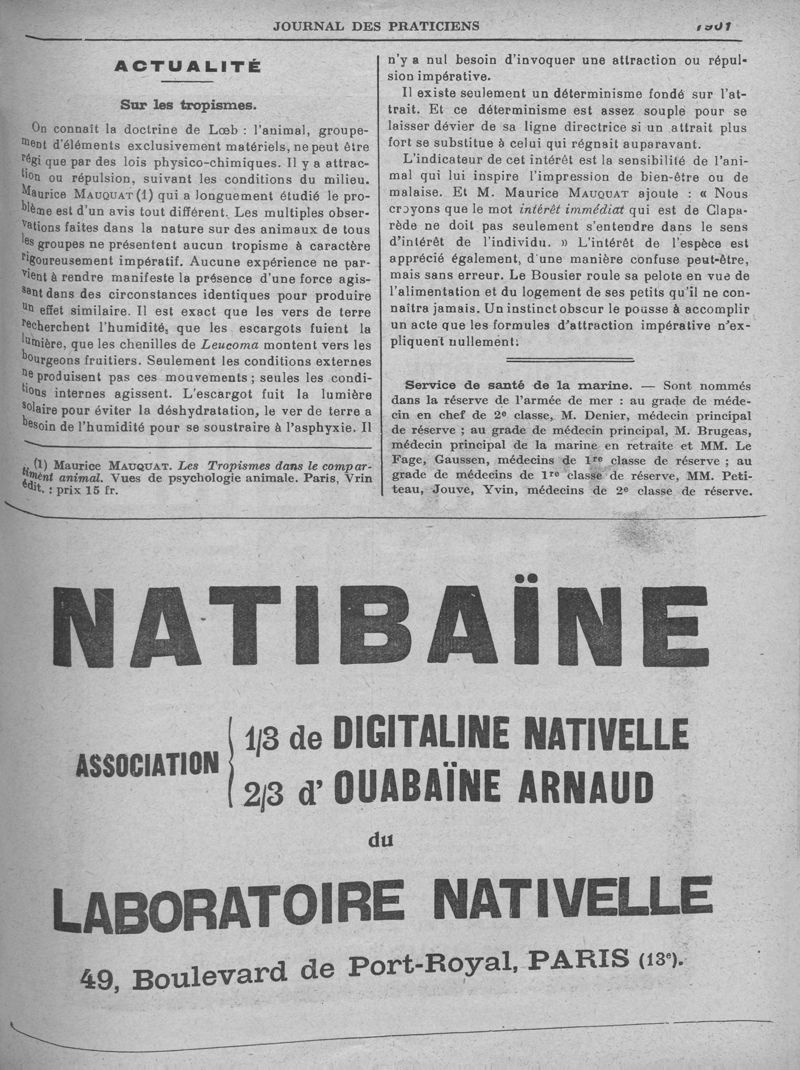 JOURNAL DES PRATICIENS
ACTUALITÉ
Sur les tropismes.
On connaît la doctrine de Lœb : l'animal, groupe-
ment d'éléments exclusivement matériels, ne peut être
régi que par des lois physico-chimiques. Il y a attrac-
tion ou répulsion, suivant les conditions du milieu.
Maurice MAUQUAT (1) qui a longuement étudié le pro-
blème est d'un avis tout différent. Les multiples obser-
vations faites dans la nature sur des animaux de tous
les groupes ne présentent aucun tropisme à caractère
rigoureusement impératif. Aucune expérience ne par-
vient à rendre manifeste la présence d'une force agis-
sant dans des circonstances identiques pour produire
un effet similaire. Il est exact que les vers de terre
recherchent l'humidité, que les escargots fuient la
lumière, que les chenilles de Leucoma montent vers les
bourgeons fruitiers. Seulement les conditions externes
ne produisent pas ces mouvements ; seules les condi-
tions internes agissent. L'escargot fuit la lumière
solaire pour éviter la déshydratation, le ver de terre a
besoin de l'humidité pour se soustraire à l'asphyxie. Il
(1) Maurice MAUQUAT. Les Tropismes dans le compar-
timent animal. Vues de psychologie animale. Paris, Vrin
édit. : prix 15 fr.
n'y a nul besoin d'invoquer une attraction ou répul-
sion impérative.
Il existe seulement un déterminisme fondé sur l'at-
trait. Et ce déterminisme est assez souple pour se
laisser dévier de sa ligne directrice si un attrait plus
fort se substitue à celui qui régnait auparavant.
L'indicateur de cet intérêt est la sensibilité de l'ani-
mal qui lui inspire l'impression de bien-être ou de
malaise. Et M. Maurice MAUQUAT ajoute : « Nous
croyons que le mot intérêt immédiat qui est de Clapa-
rède ne doit pas seulement s'entendre dans le sens
d'intérêt de l'individu. » L'intérêt de l'espèce est
apprécié également, d'une manière confuse peut-être,
mais sans erreur. Le Bousier roule sa pelote en vue de
l'alimentation et du logement de ses petits qu'il ne con-
naîtra jamais. Un instinct obscur le pousse à accomplir
un acte que les formules d'attraction impérative n'ex-
pliquent nullement.
Service de santé de la marine. — Sont nommés
dans la réserve de l'armée de mer : au grade de méde-
cin en chef de 2e classe, M. Denier, médecin principal
de réserve ; au grade de médecin principal, M. Brugeas,
médecin principal de la marine en retraite et MM. Le
Fage, Gaussen, médecins de 1re classe de réserve ; au
grade de médecins de 1re classe de réserve, MM. Peti-
teau, Jouve, Yvin, médecins de 2e classe de réserve.
NATIBAÏNE
ASSOCIATION
1/3 de DIGITALINE NATIVELLE
2/3 d' OUABAÏNE ARNAUD
du
LABORATOIRE NATIVELLE
49, Boulevard de Port-Royal, PARIS (13e).